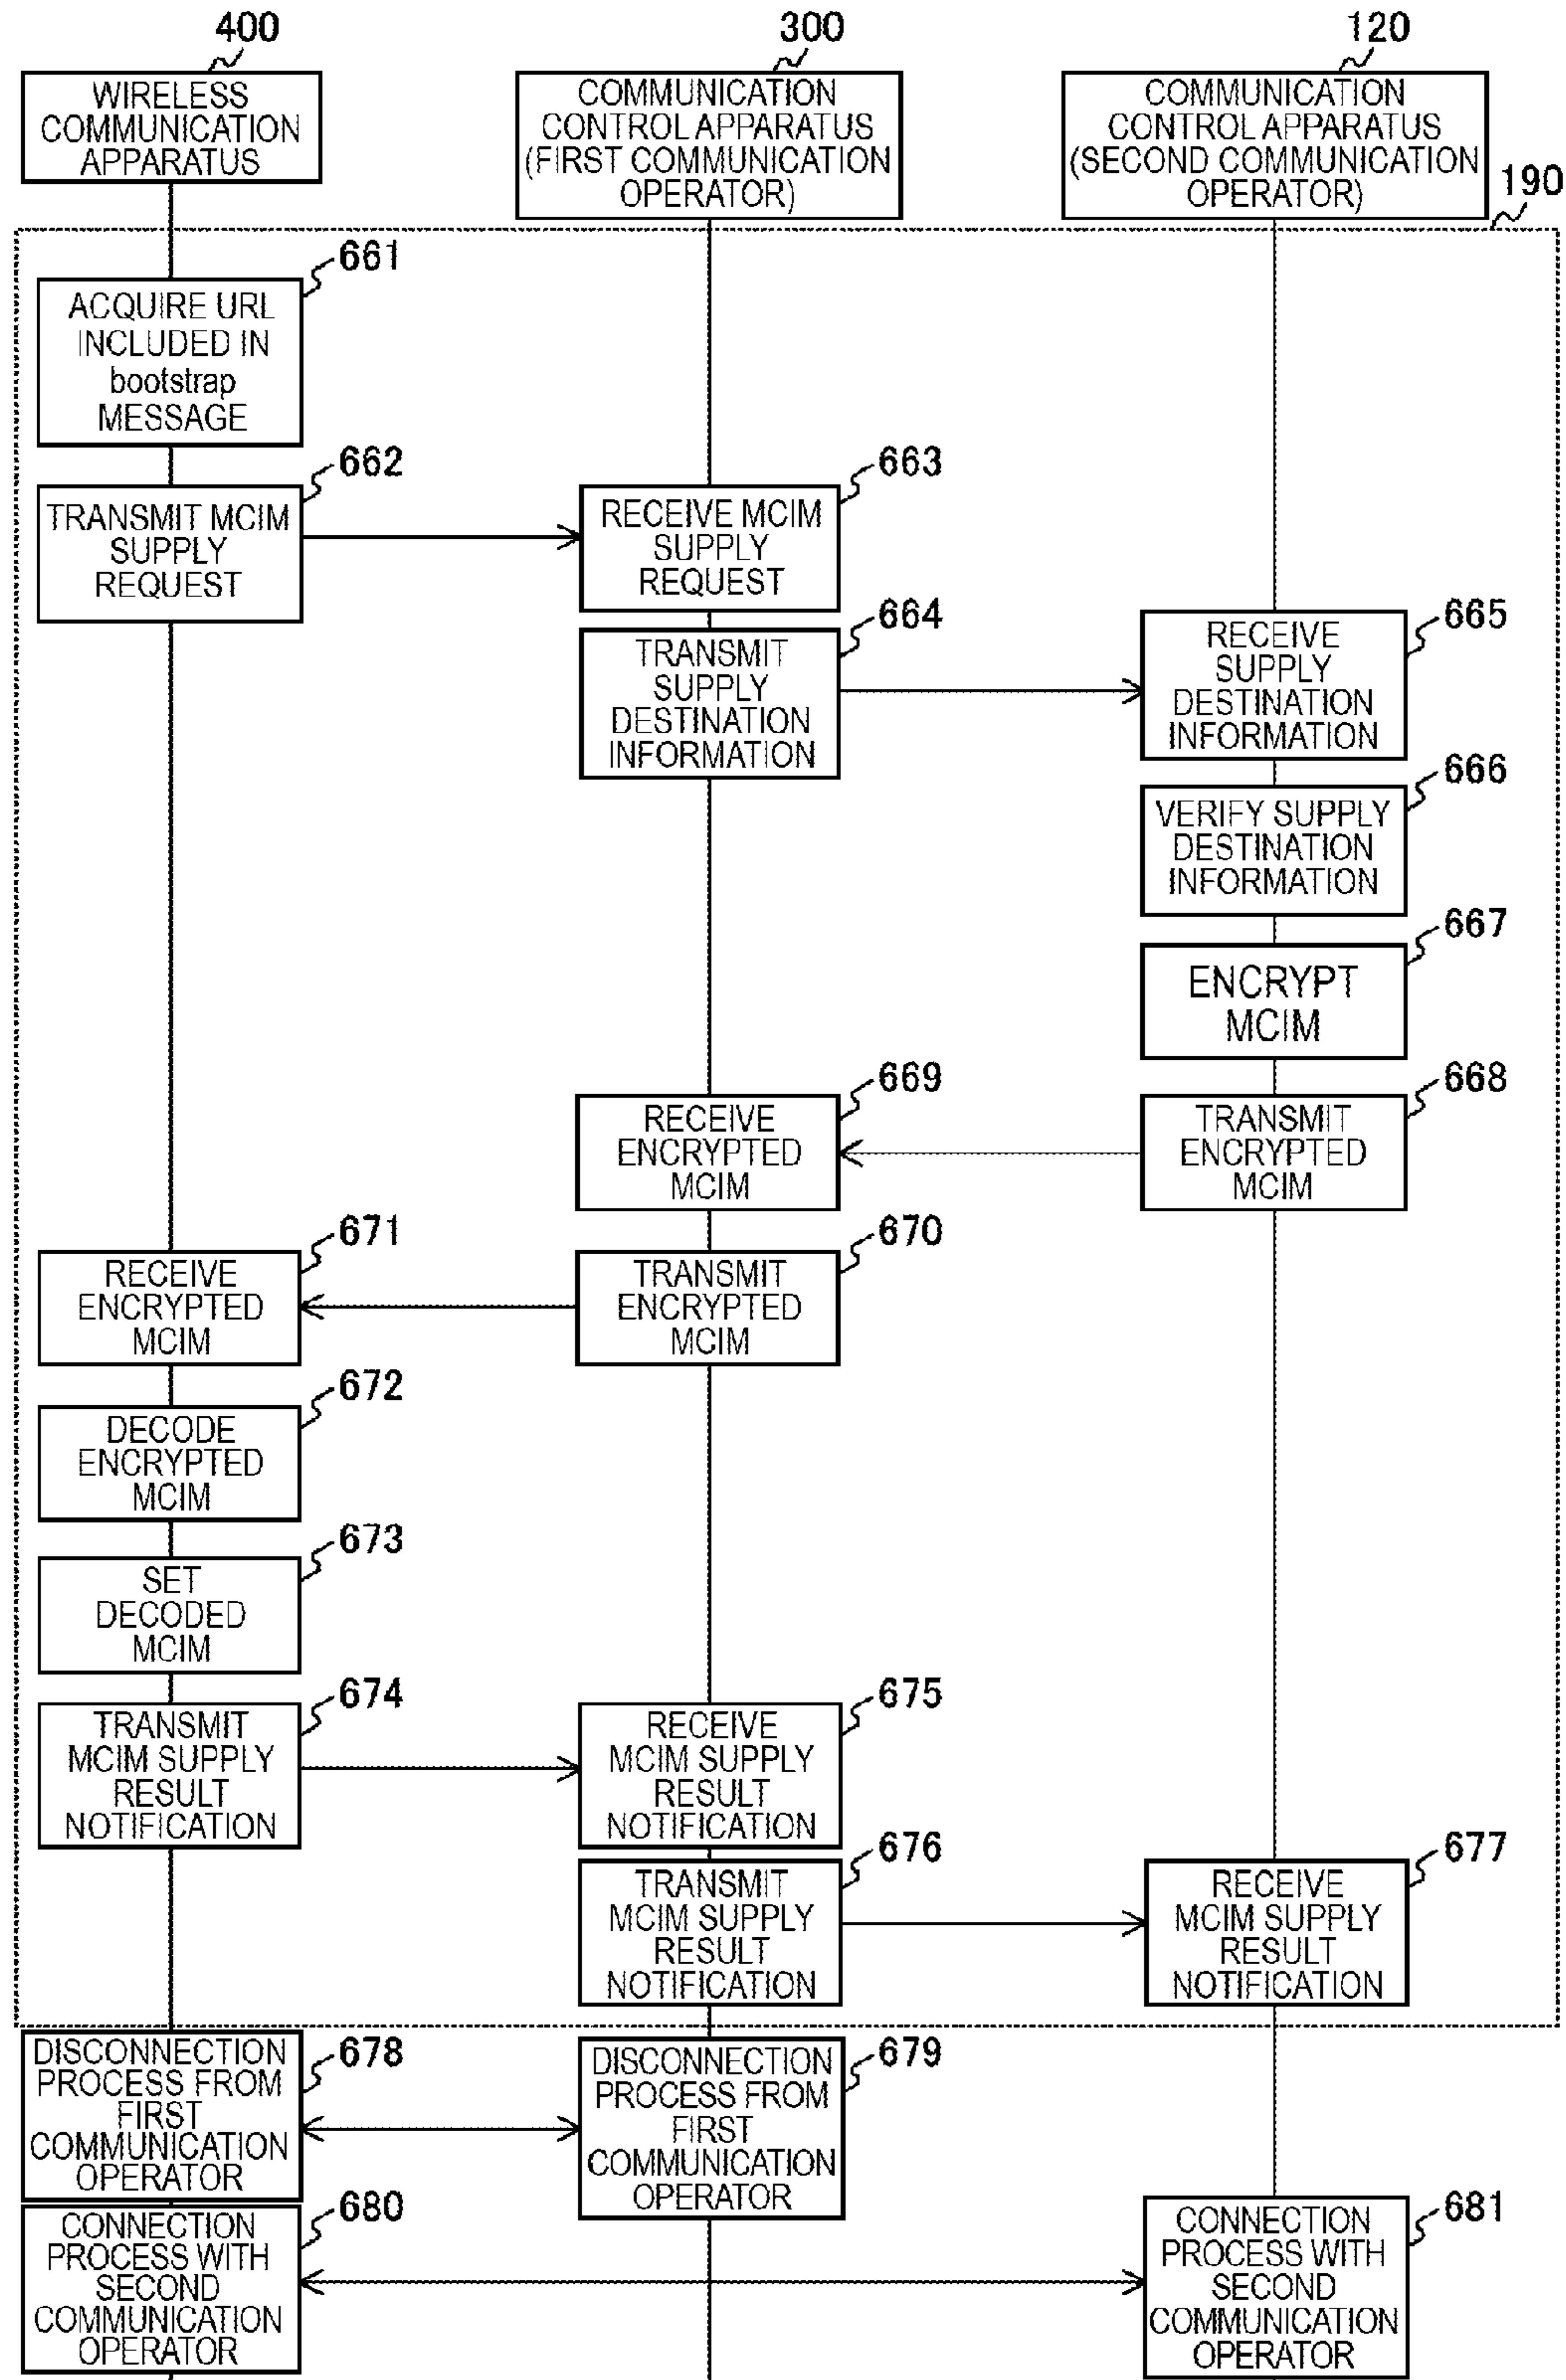 400
300
120
WIRELESS
COMMUNICATION
APPARATUS
COMMUNICATION
CONTROL APPARATUS
(FIRST COMMUNICATION
OPERATOR)
COMMUNICATION
CONTROL APPARATUS
(SECOND COMMUNICATION
OPERATOR)
190
661
ACQUIRE URL
INCLUDED IN
bootstrap
MESSAGE
662
TRANSMIT MCIM
SUPPLY
REQUEST
663
RECEIVE MCIM
SUPPLY
REQUEST
664
TRANSMIT
SUPPLY
DESTINATION
INFORMATION
665
RECEIVE
SUPPLY
DESTINATION
INFORMATION
666
VERIFY SUPPLY
DESTINATION
INFORMATION
667
ENCRYPT
MCIM
668
TRANSMIT
ENCRYPTED
MCIM
669
RECEIVE
ENCRYPTED
MCIM
670
TRANSMIT
ENCRYPTED
MCIM
671
RECEIVE
ENCRYPTED
MCIM
672
DECODE
ENCRYPTED
MCIM
673
SET
DECODED
MCIM
674
TRANSMIT
MCIM SUPPLY
RESULT
NOTIFICATION
675
RECEIVE
MCIM SUPPLY
RESULT
NOTIFICATION
676
TRANSMIT
MCIM SUPPLY
RESULT
NOTIFICATION
677
RECEIVE
MCIM SUPPLY
RESULT
NOTIFICATION
678
DISCONNECTION
PROCESS FROM
FIRST
COMMUNICATION
OPERATOR
679
DISCONNECTION
PROCESS FROM
FIRST
COMMUNICATION
OPERATOR
680
CONNECTION
PROCESS WITH
SECOND
COMMUNICATION
OPERATOR
681
CONNECTION
PROCESS WITH
SECOND
COMMUNICATION
OPERATOR